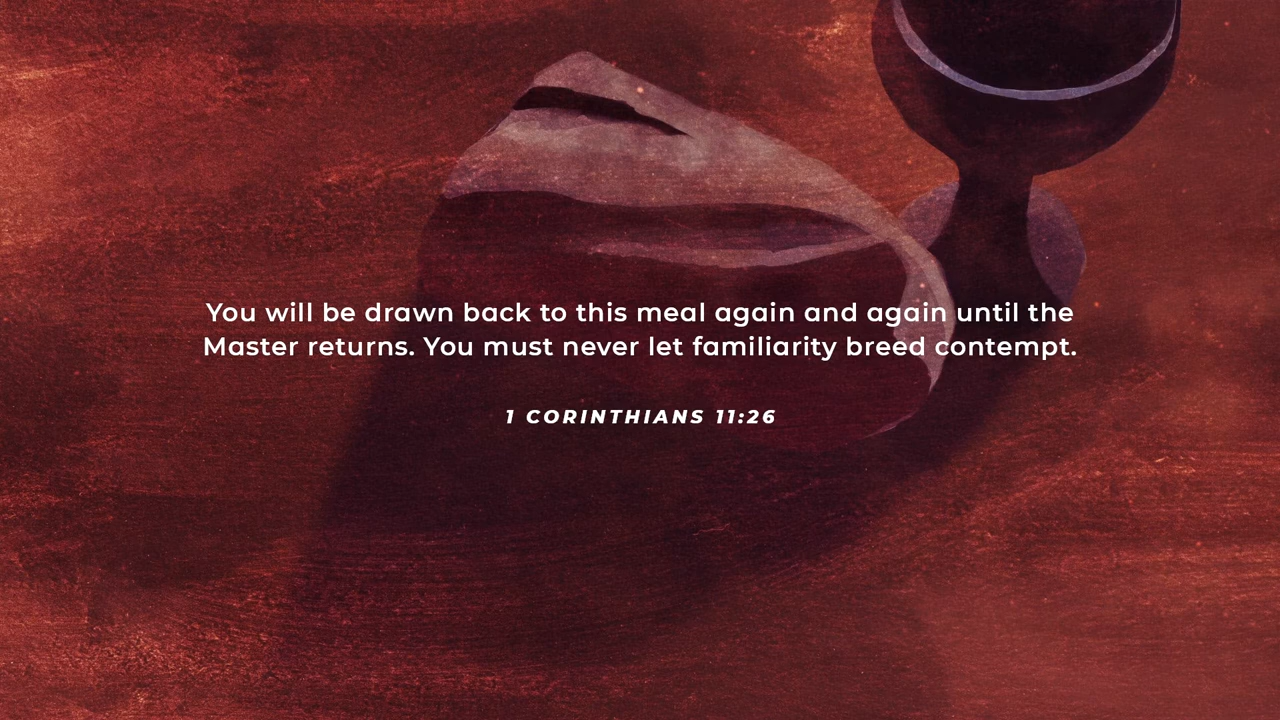 You will be drawn back to this meal again and again until the
Master returns. You must never let familiarity breed contempt.
1 CORINTHIANS 11:26